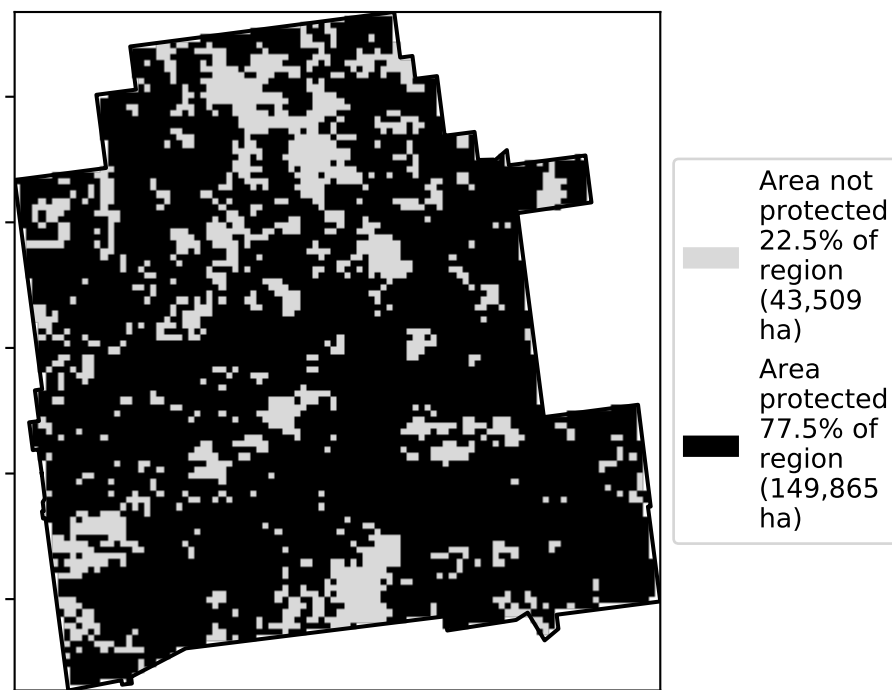 Area not
protected
22.5% of
region
(43,509
ha)
Area
protected
77.5% of
region
(149,865
ha)